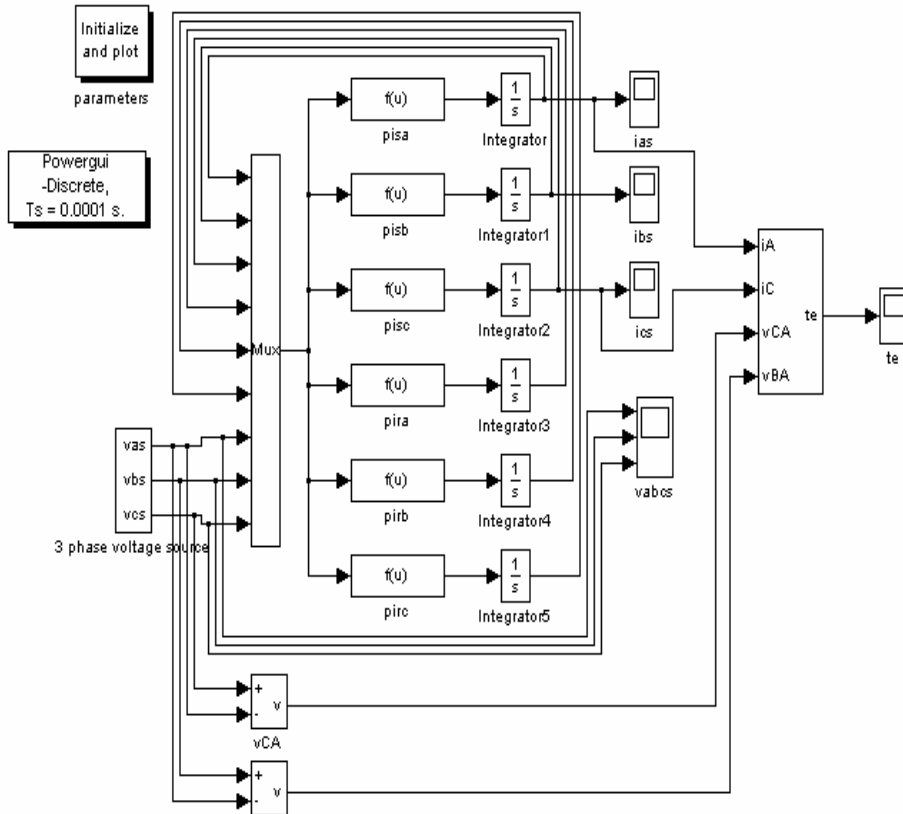 Initialize
and plot
parameters
Powergui
-Discrete,
Ts = 0.0001 s.
f(u)
pisa
1
s
Integrator
ias
f(u)
pisb
1
s
Integrator1
ibs
f(u)
pisc
1
s
Integrator2
ics
Mux
f(u)
pira
1
s
Integrator3
f(u)
pirb
1
s
Integrator4
f(u)
pirc
1
s
Integrator5
iA
iC
vCA
vBA
te
te
vabcs
vas
vbs
vcs
3 phase voltage source
+
-
v
vCA
+
-
v